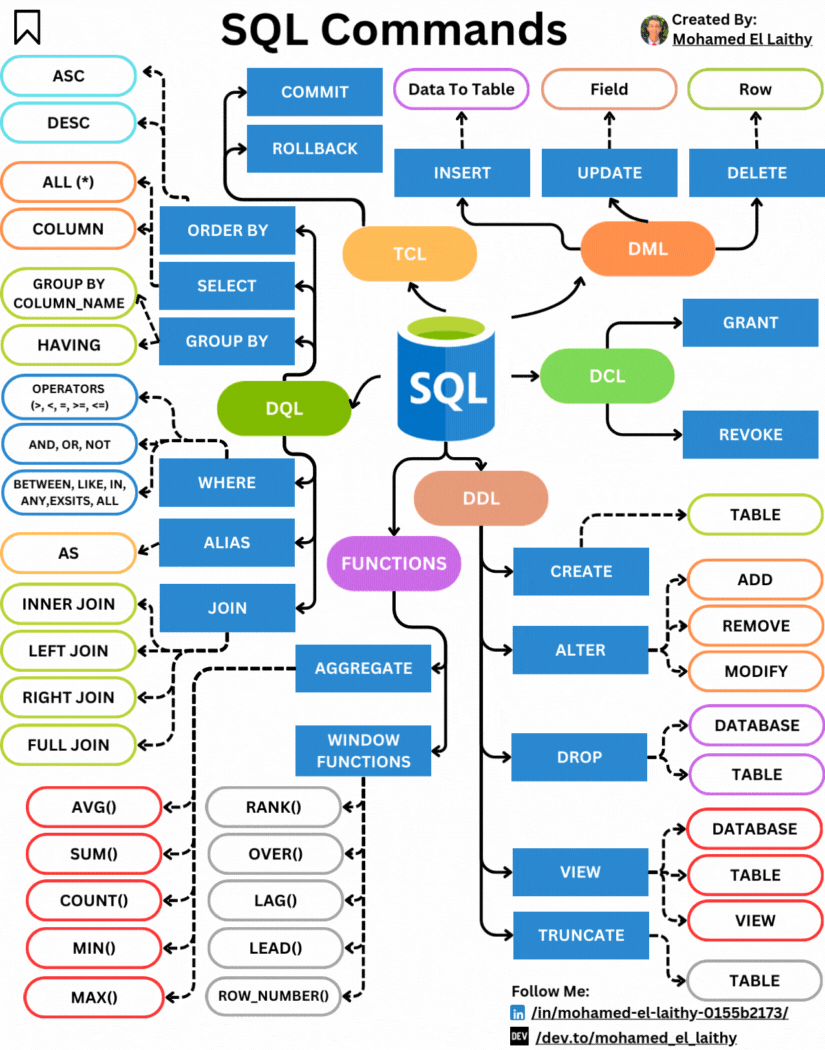 SQL Commands
Created By:
Mohamed El Laithy
ASC
DESC
ALL (*)
COLUMN
GROUP BY
COLUMN_NAME
HAVING
OPERATORS
(>, <, =, >=, <=)
AND, OR, NOT
BETWEEN, LIKE, IN,
ANY,EXSITS, ALL
AS
INNER JOIN
LEFT JOIN
RIGHT JOIN
FULL JOIN
COMMIT
ROLLBACK
ORDER BY
SELECT
GROUP BY
TCL
DQL
WHERE
ALIAS
JOIN
Data To Table
Field
Row
INSERT
UPDATE
DELETE
DML
SQL
DCL
GRANT
REVOKE
DDL
FUNCTIONS
AGGREGATE
WINDOW
FUNCTIONS
AVG()
SUM()
COUNT()
MIN()
MAX()
RANK()
OVER()
LAG()
LEAD()
ROW_NUMBER()
CREATE
TABLE
ALTER
ADD
REMOVE
MODIFY
DROP
DATABASE
TABLE
VIEW
DATABASE
TABLE
VIEW
TRUNCATE
TABLE
Follow Me:
in /in/mohamed-el-laithy-0155b2173/
DEV /dev.to/mohamed_el_laithy